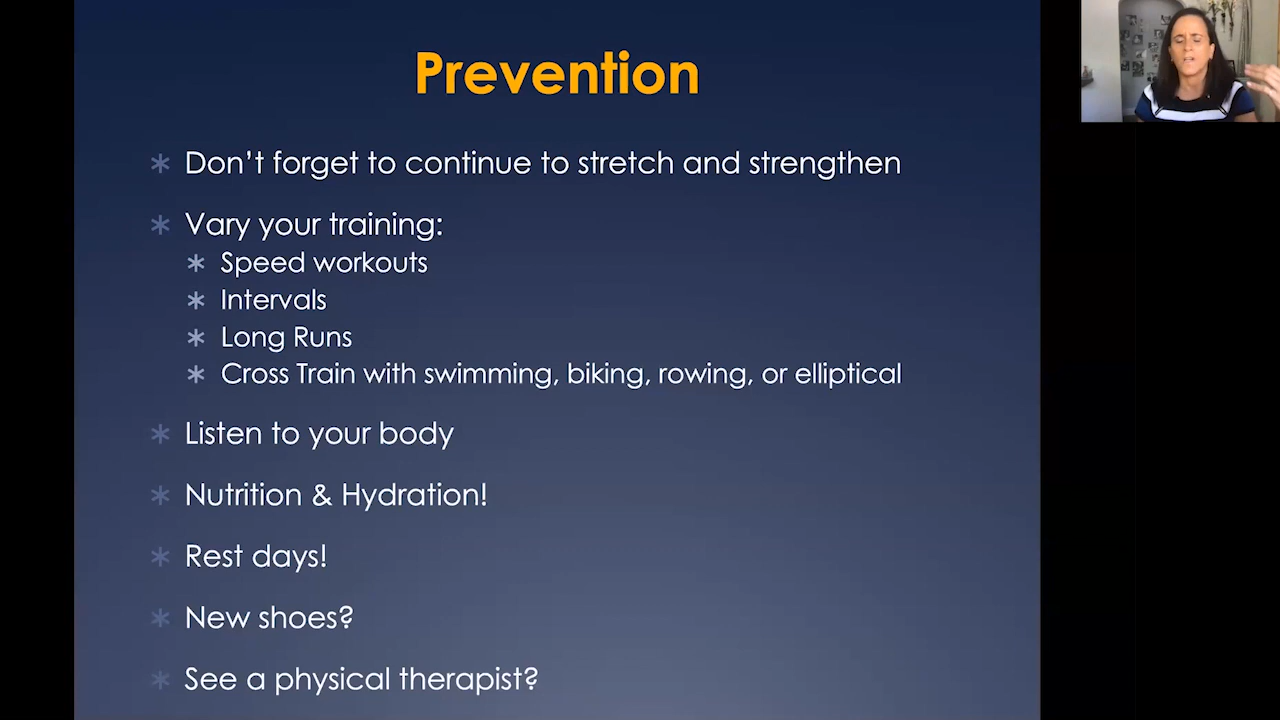 Prevention
* Don't forget to continue to stretch and strengthen
* Vary your training:
* Speed workouts
* Intervals
* Long Runs
* Cross Train with swimming, biking, rowing, or elliptical
* Listen to your body
* Nutrition & Hydration!
* Rest days!
* New shoes?
* See a physical therapist?